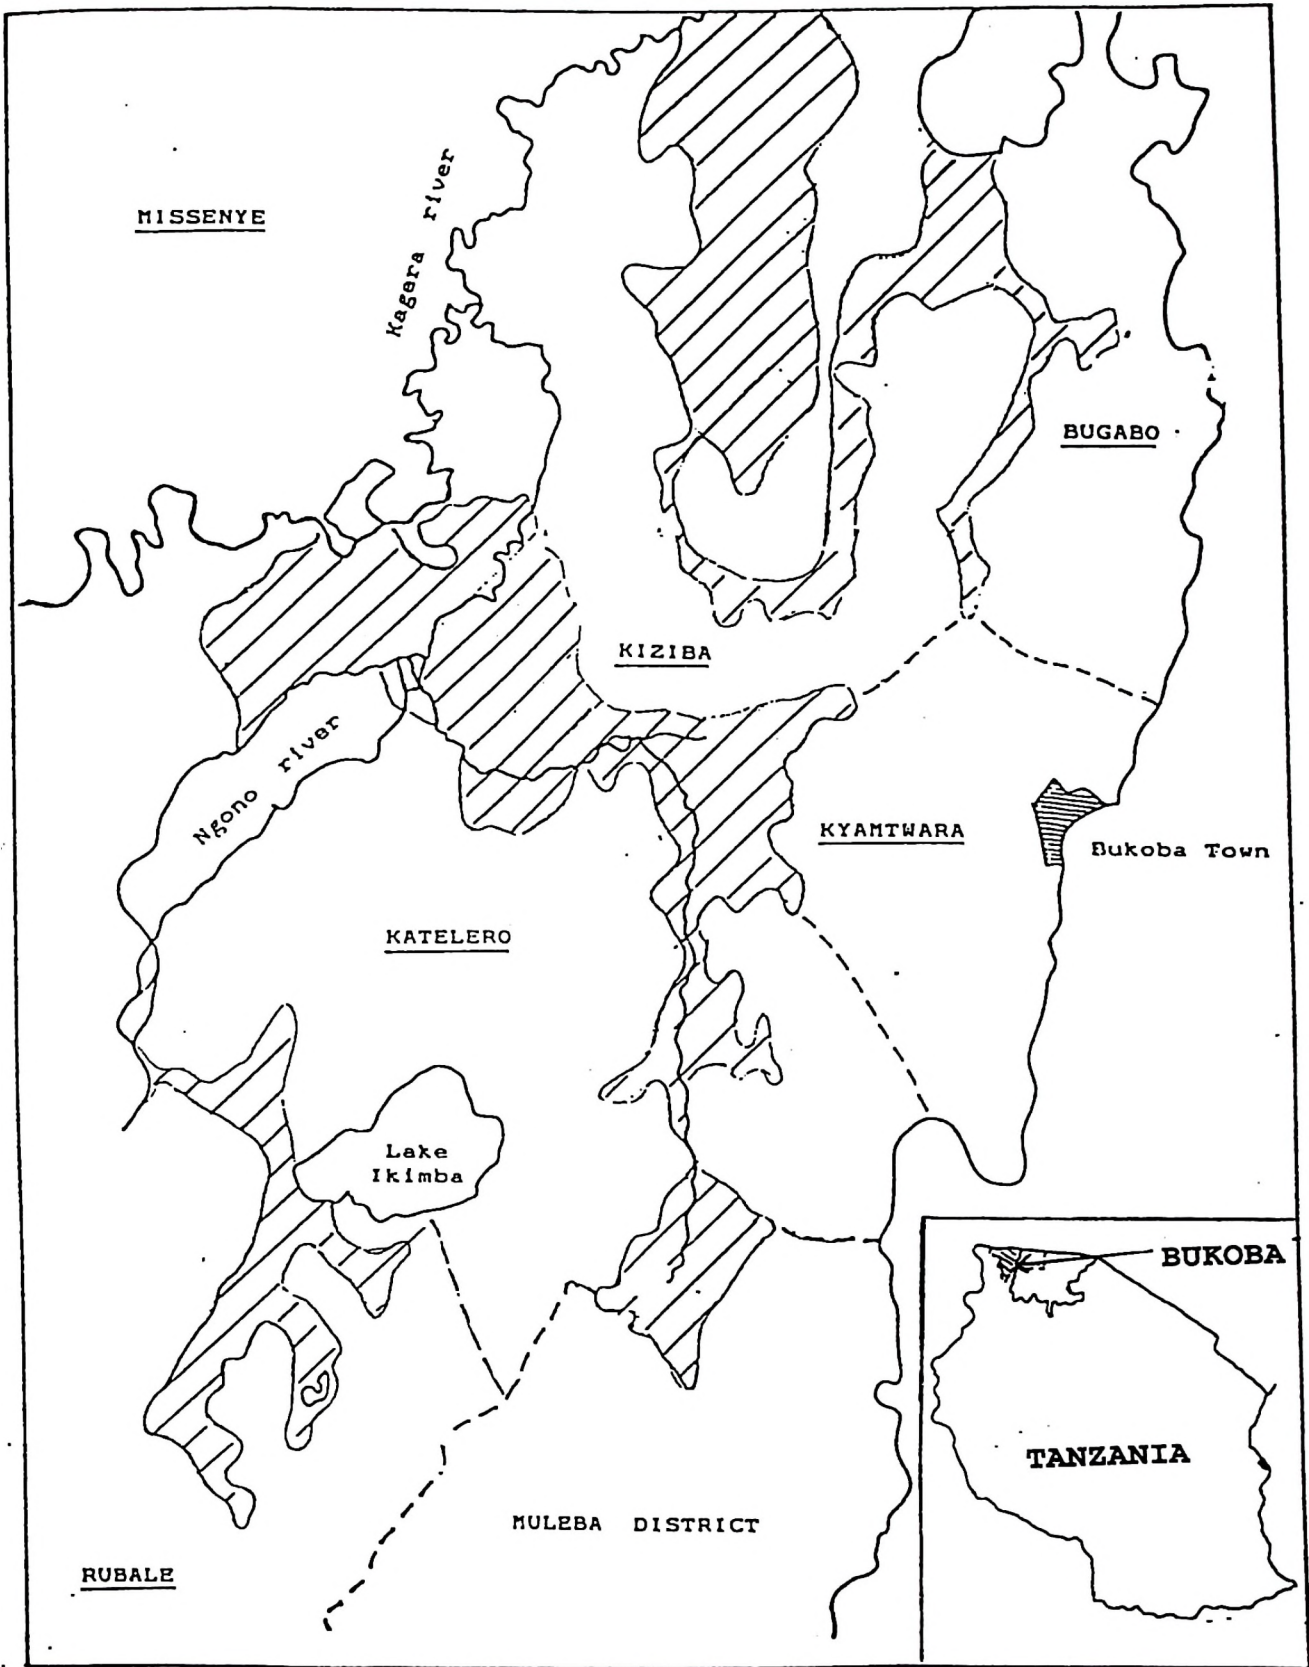 MISSENYE
Kagera river
BUGABO
KIZIBA
Ngono river
KYAMTWARA
Bukoba Town
KATELERO
Lake
Ikimba
BUKOBA
TANZANIA
MULEBA DISTRICT
RUBALE